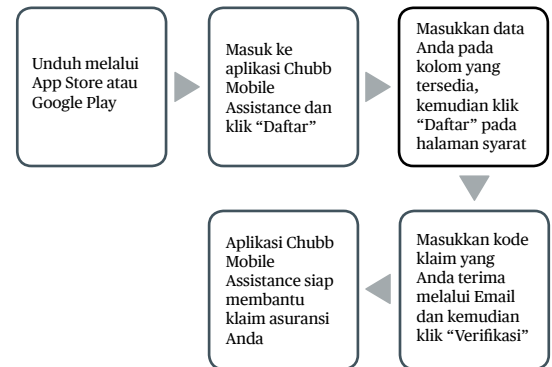 Unduh melalui
App Store atau
Google Play
Masuk ke
aplikasi Chubb
Mobile
Assistance dan
klik “Daftar”
Masukkan data
Anda pada
kolom yang
tersedia,
kemudian klik
“Daftar” pada
halaman syarat
Masukkan kode
klaim yang
Anda terima
melalui Email
dan kemudian
klik “Verifikasi”
Aplikasi Chubb
Mobile
Assistance siap
membantu
klaim asuransi
Anda